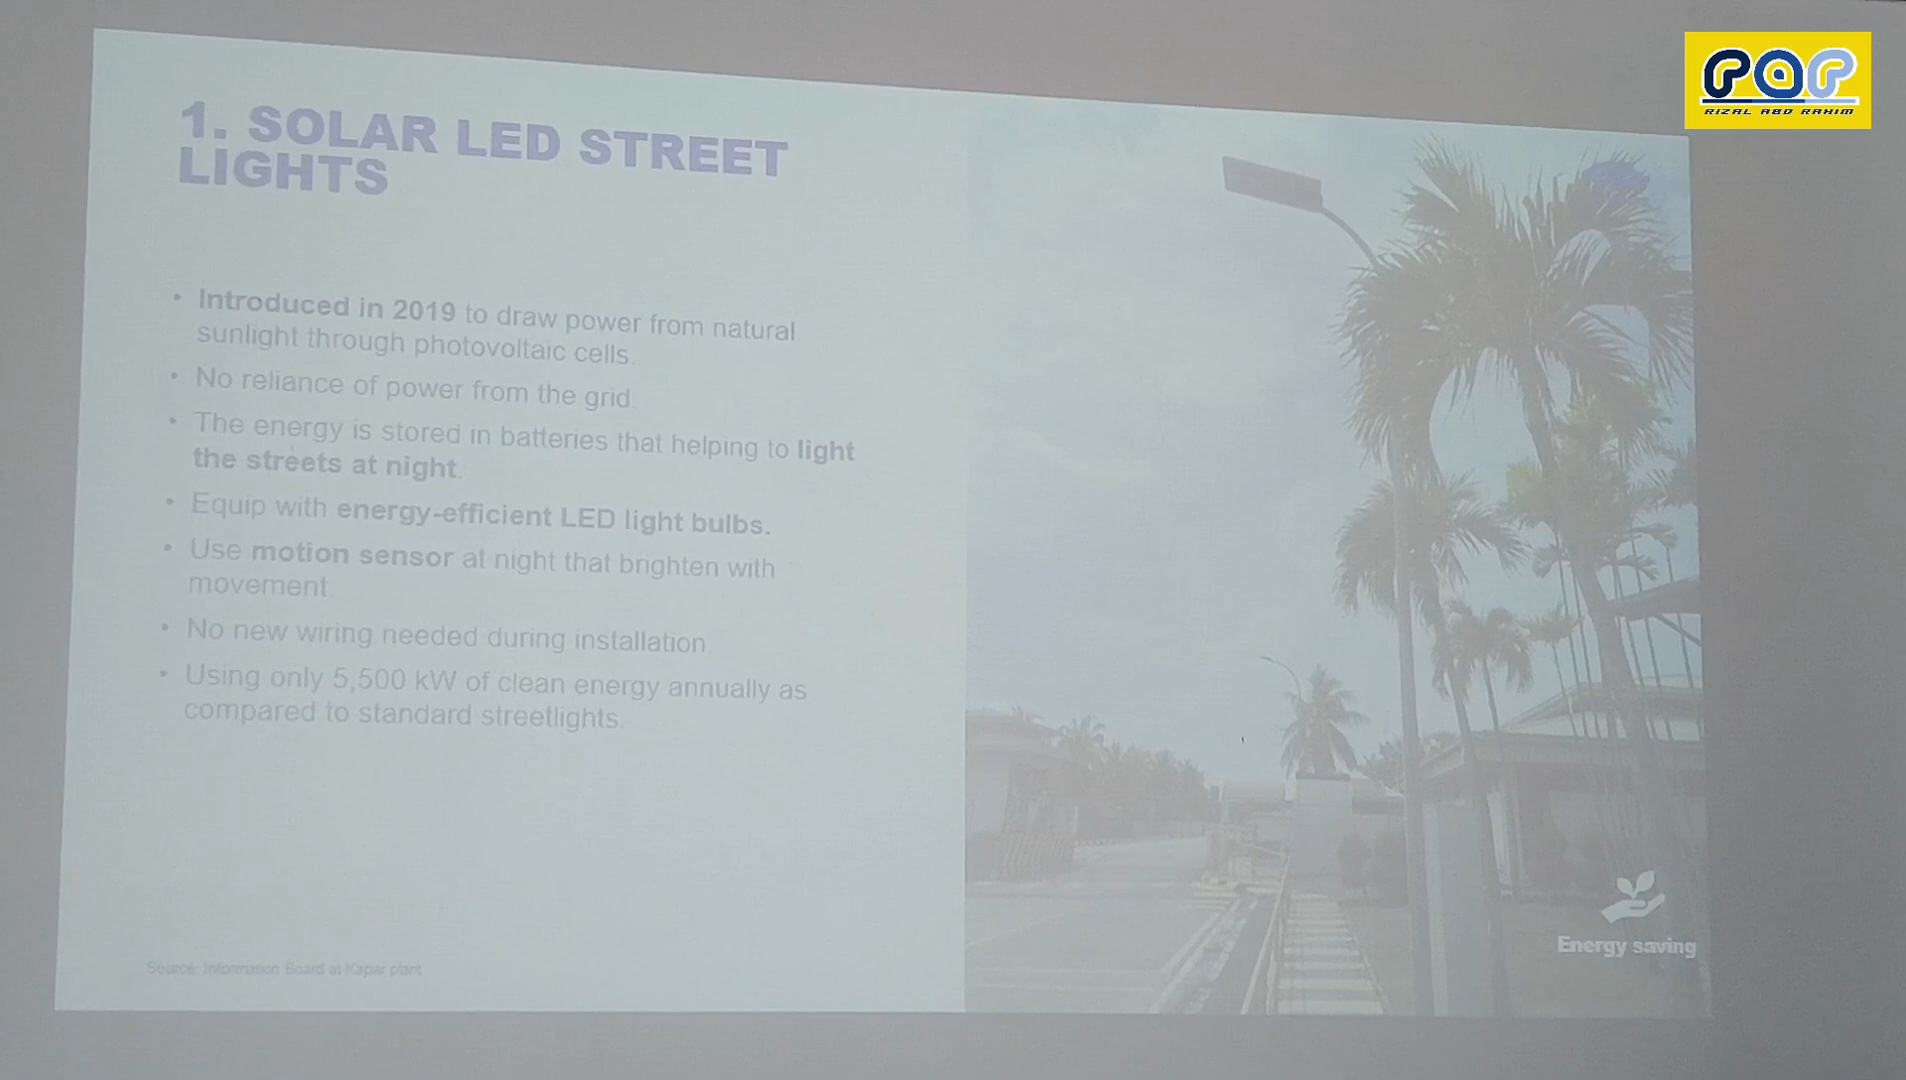 RIZAL ABD RAHIM
1. SOLAR LED STREET
LIGHTS
• Introduced in 2019 to draw power from natural
sunlight through photovoltaic cells.
• No reliance of power from the grid.
• The energy is stored in batteries that helping to light
the streets at night.
• Equip with energy-efficient LED light bulbs.
• Use motion sensor at night that brighten with
movement.
• No new wiring needed during installation.
• Using only 5,500 kW of clean energy annually as
compared to standard streetlights.
Energy saving
Source: Information Board at Kapar plant